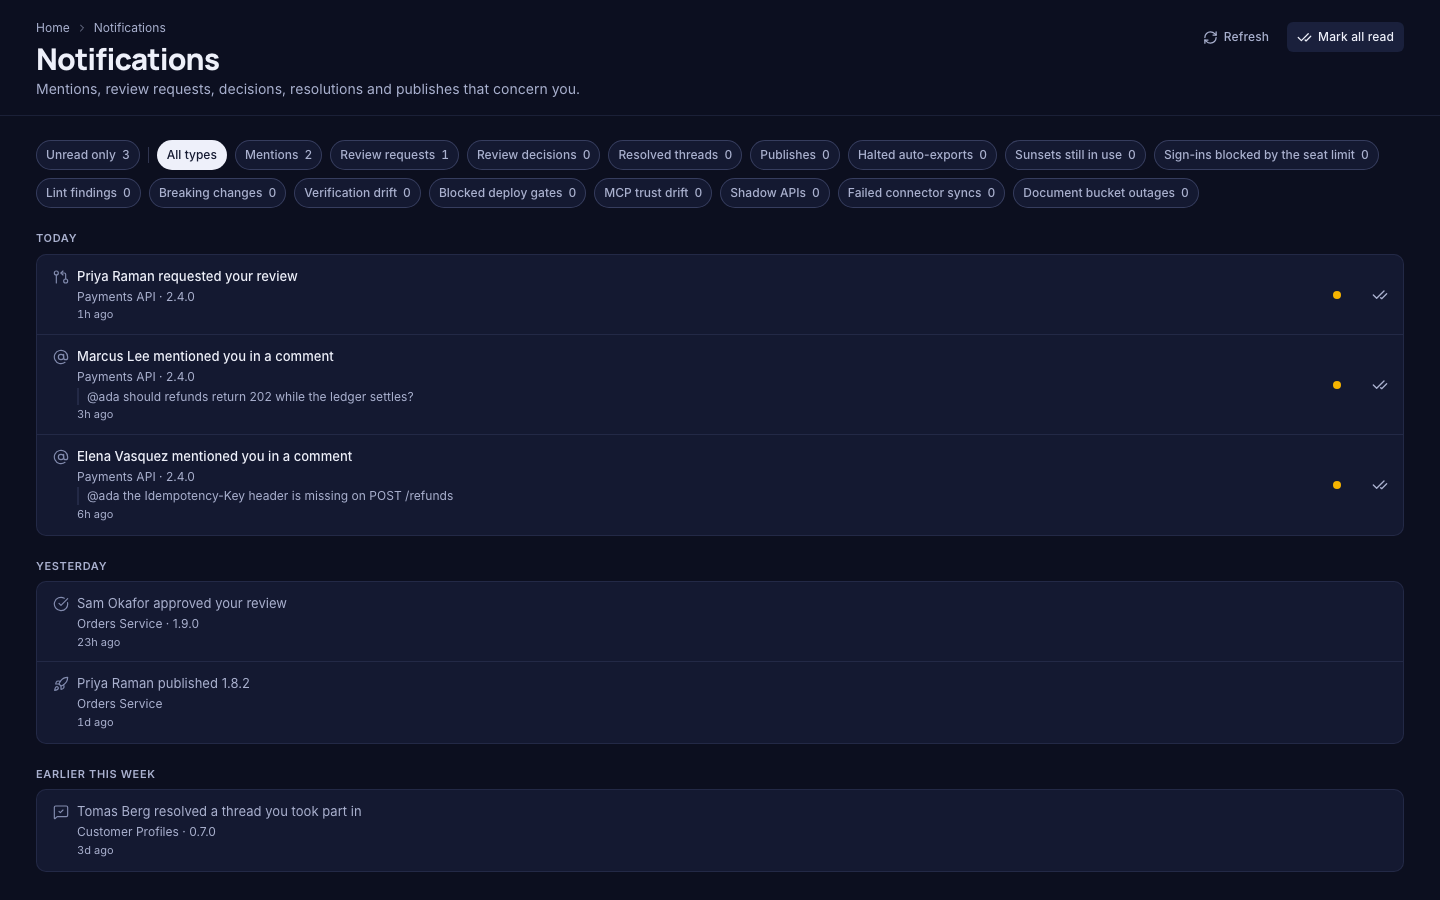 Home > Notifications
Refresh
Mark all read
Notifications
Mentions, review requests, decisions, resolutions and publishes that concern you.
Unread only 3 All types Mentions 2 Review requests 1 Review decisions 0 Resolved threads 0 Publishes 0 Halted auto-exports 0 Sunsets still in use 0 Sign-ins blocked by the seat limit 0
Lint findings 0 Breaking changes 0 Verification drift 0 Blocked deploy gates 0 MCP trust drift 0 Shadow APIs 0 Failed connector syncs 0 Document bucket outages 0
TODAY
Priya Raman requested your review
Payments API · 2.4.0
1h ago
Marcus Lee mentioned you in a comment
Payments API · 2.4.0
@ada should refunds return 202 while the ledger settles?
3h ago
Elena Vasquez mentioned you in a comment
Payments API · 2.4.0
@ada the Idempotency-Key header is missing on POST /refunds
6h ago
YESTERDAY
Sam Okafor approved your review
Orders Service · 1.9.0
23h ago
Priya Raman published 1.8.2
Orders Service
1d ago
EARLIER THIS WEEK
Tomas Berg resolved a thread you took part in
Customer Profiles · 0.7.0
3d ago